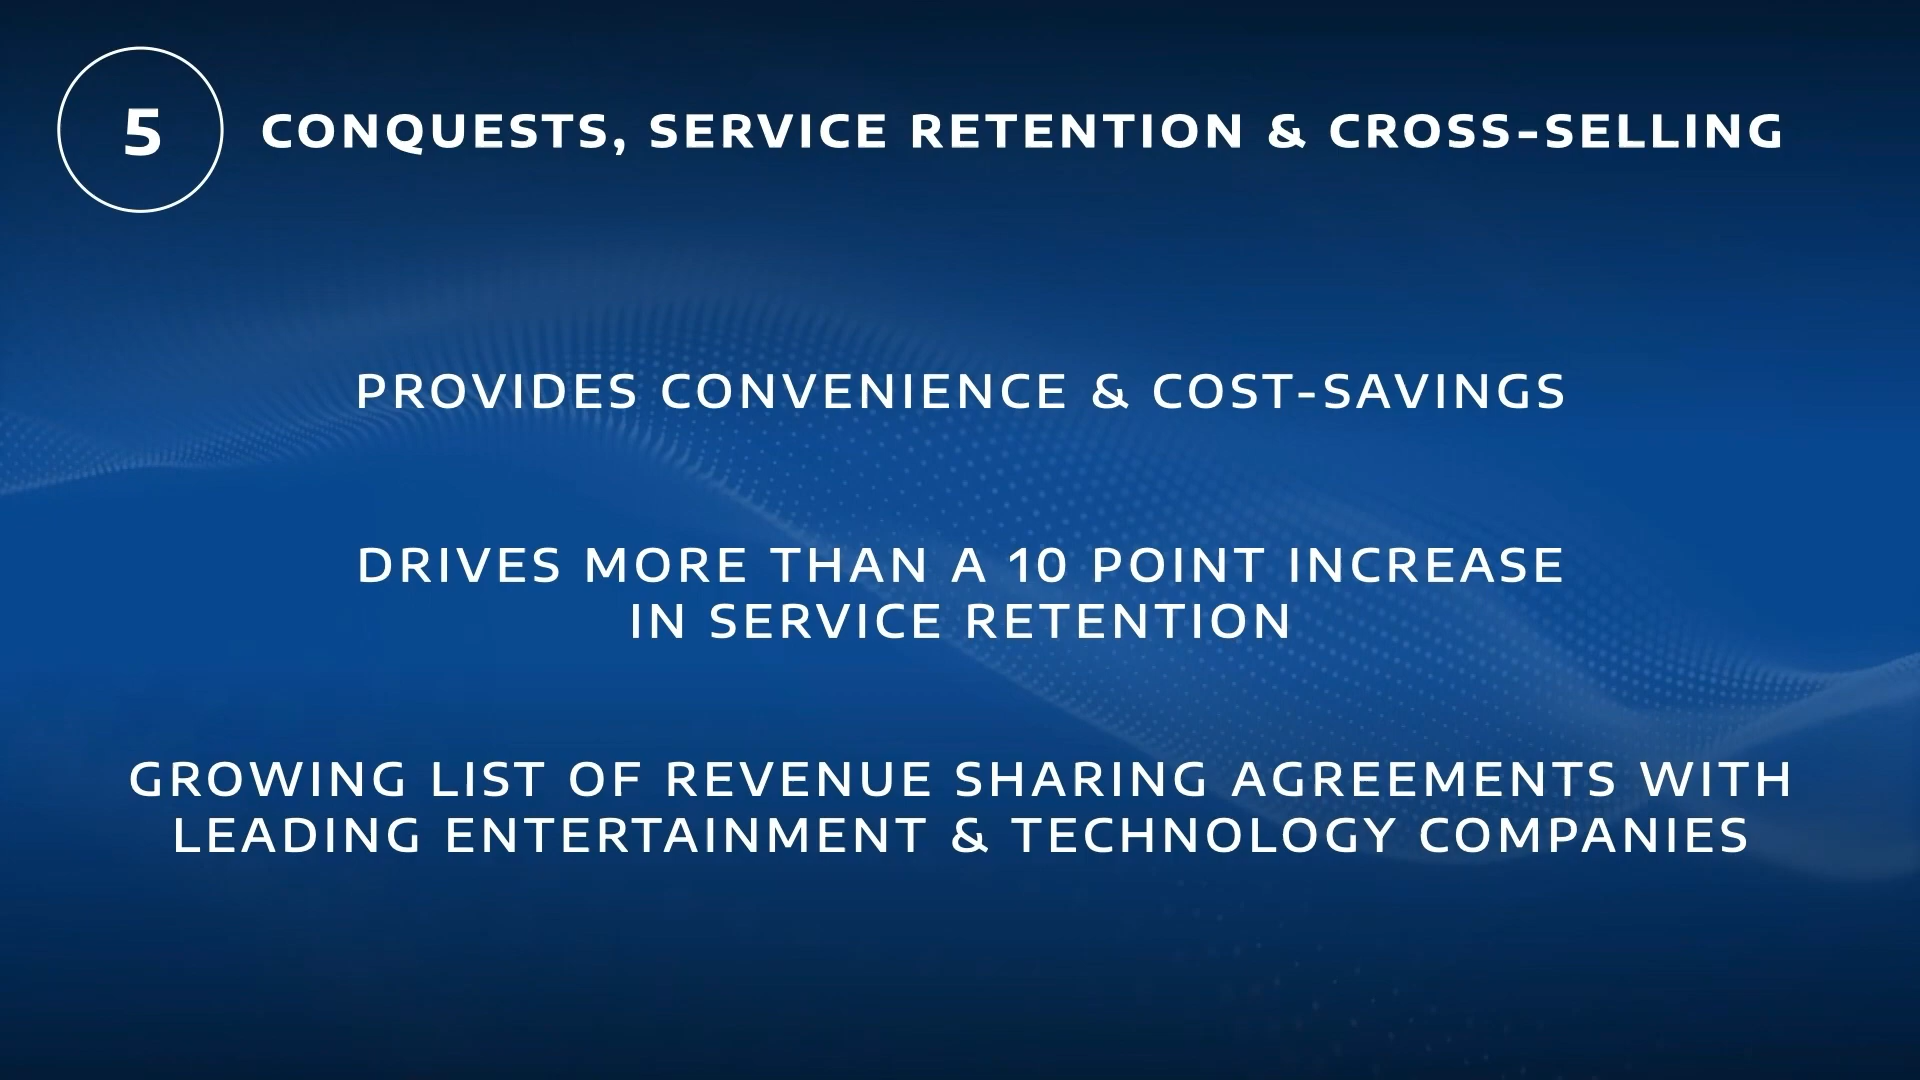 5
CONQUESTS, SERVICE RETENTION & CROSS-SELLING
PROVIDES CONVENIENCE & COST-SAVINGS
DRIVES MORE THAN A 10 POINT INCREASE
IN SERVICE RETENTION
GROWING LIST OF REVENUE SHARING AGREEMENTS WITH
LEADING ENTERTAINMENT & TECHNOLOGY COMPANIES